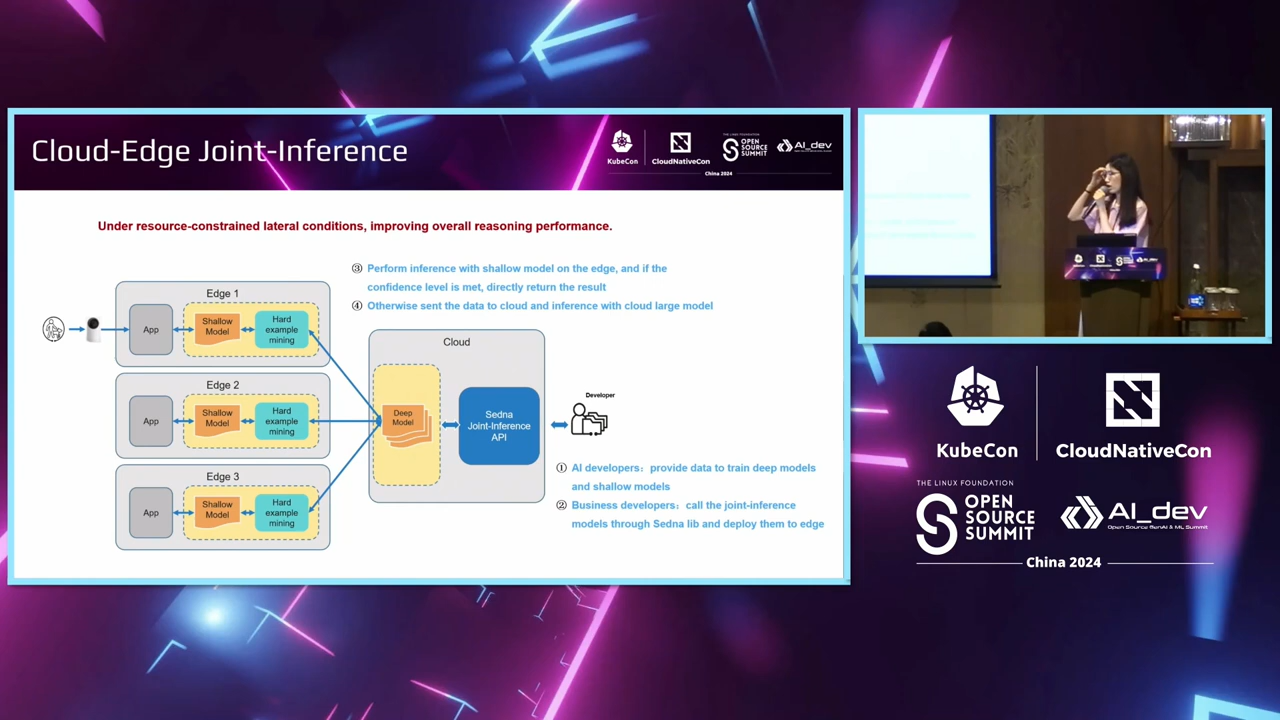 Cloud-Edge Joint-Inference
KubeCon
CloudNativeCon
THE LINUX FOUNDATION
OPEN
SOURCE
SUMMIT
AI_dev
China 2024
Under resource-constrained lateral conditions, improving overall reasoning performance.
③ Perform inference with shallow model on the edge, and if the
confidence level is met, directly return the result
④ Otherwise sent the data to cloud and inference with cloud large model
Edge 1
App
Shallow
Model
Hard
example
mining
Edge 2
App
Shallow
Model
Hard
example
mining
Edge 3
App
Shallow
Model
Hard
example
mining
Cloud
Deep
Model
Sedna
Joint-Inference
API
Developer
① AI developers: provide data to train deep models
and shallow models
② Business developers: call the joint-inference
models through Sedna lib and deploy them to edge
KubeCon
CloudNativeCon
THE LINUX FOUNDATION
OPEN
SOURCE
SUMMIT
AI_dev
Open Source GenAI & ML Summit
China 2024